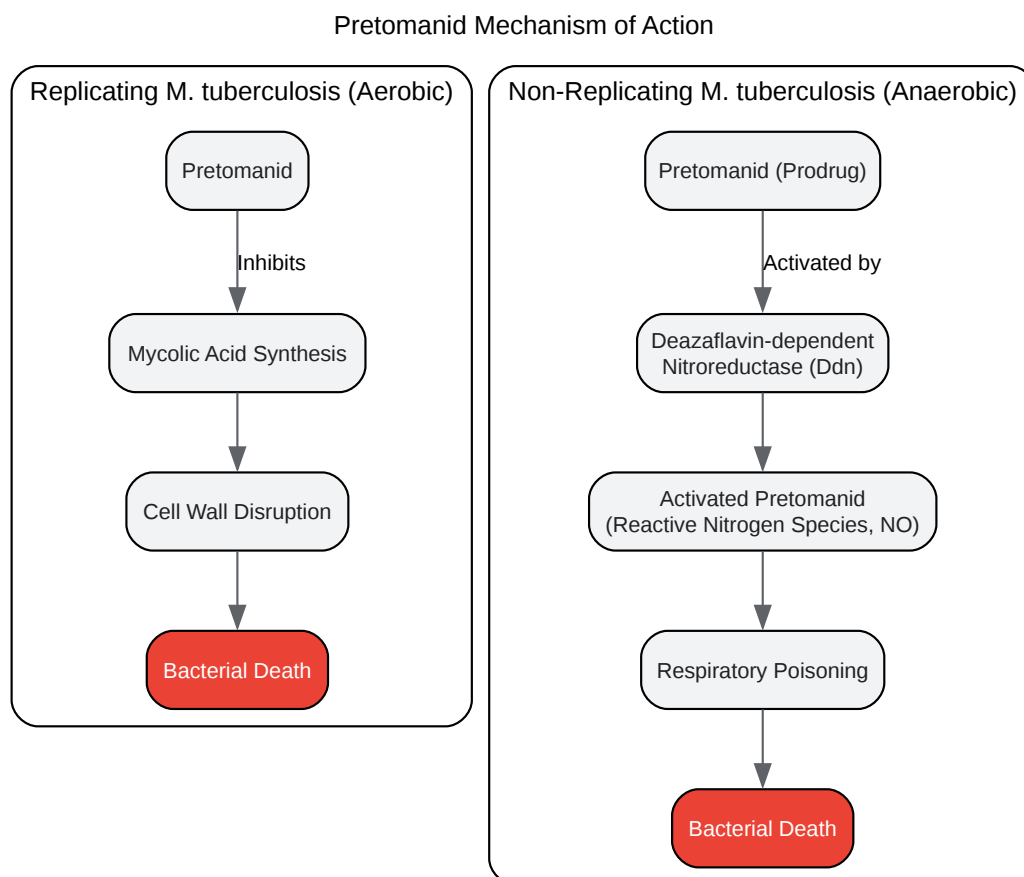 Pretomanid Mechanism of Action
Replicating M. tuberculosis (Aerobic)
Pretomanid
Inhibits
Mycolic Acid Synthesis
Cell Wall Disruption
Bacterial Death
Non-Replicating M. tuberculosis (Anaerobic)
Pretomanid (Prodrug)
Activated by
Deazaflavin-dependent
Nitroreductase (Ddn)
Activated Pretomanid
(Reactive Nitrogen Species, NO)
Respiratory Poisoning
Bacterial Death